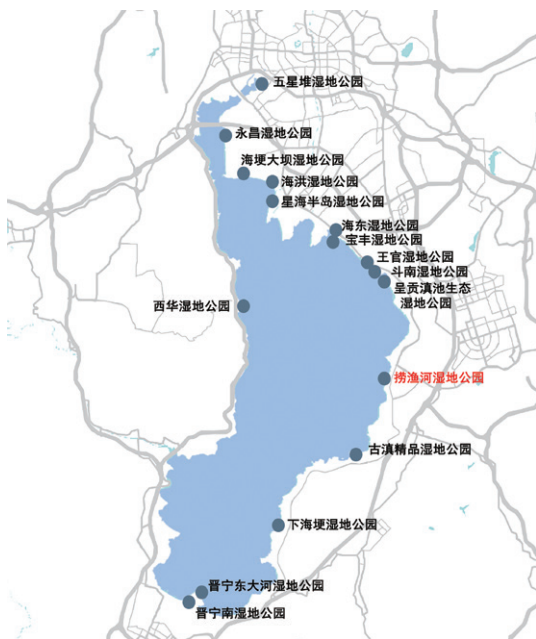 五星堆湿地公园
永昌湿地公园
海埂大坝湿地公园
海洪湿地公园
星海半岛湿地公园
海东湿地公园
宝丰湿地公园
王官湿地公园
斗南湿地公园
呈贡滇池生态
湿地公园
西华湿地公园
捞渔河湿地公园
古滇精品湿地公园
下海埂湿地公园
晋宁东大河湿地公园
晋宁南湿地公园